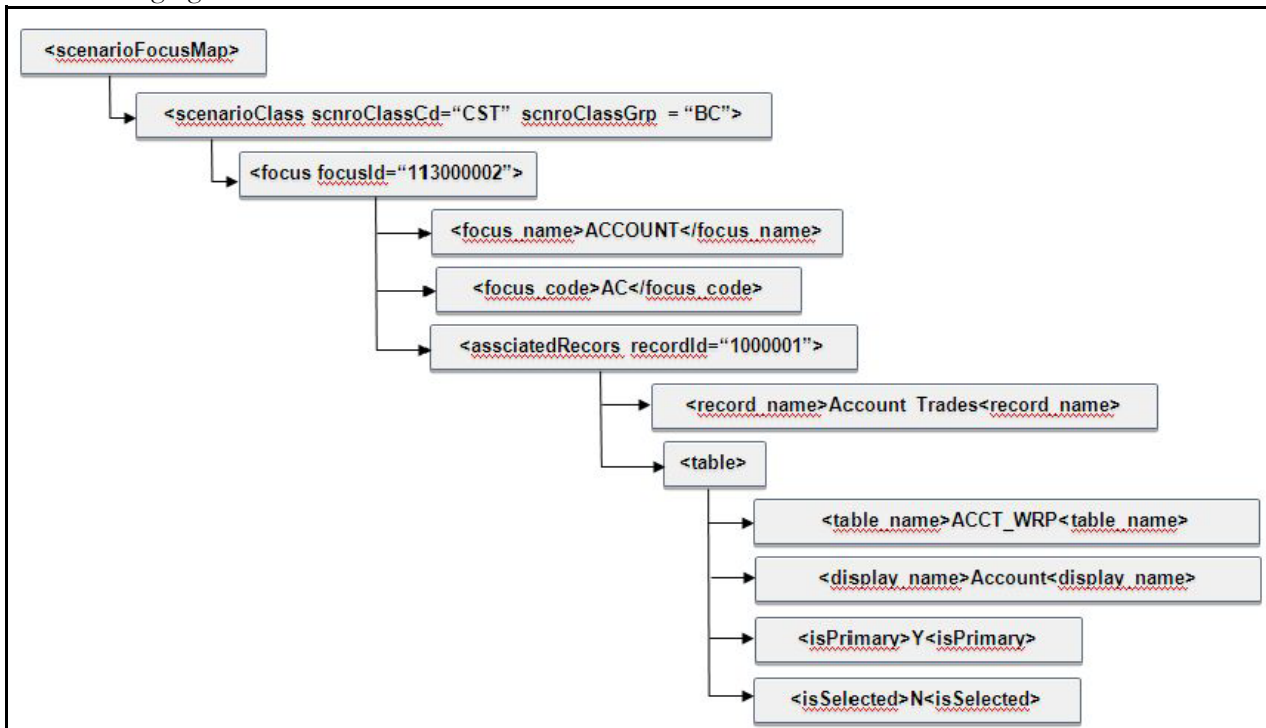 <scenarioFocusMap>
<scenarioClass scnroClassCd=“CST” scnroClassGrp = “BC”>
<focus focusId=“113000002”>
<focus_name>ACCOUNT</focus_name>
<focus_code>AC</focus_code>
<assciatedRecors recordId=“1000001”>
<record_name>Account Trades<record_name>
<table>
<table_name>ACCT_WRP<table_name>
<display_name>Account<display_name>
<isPrimary>Y<isPrimary>
<isSelected>N<isSelected>